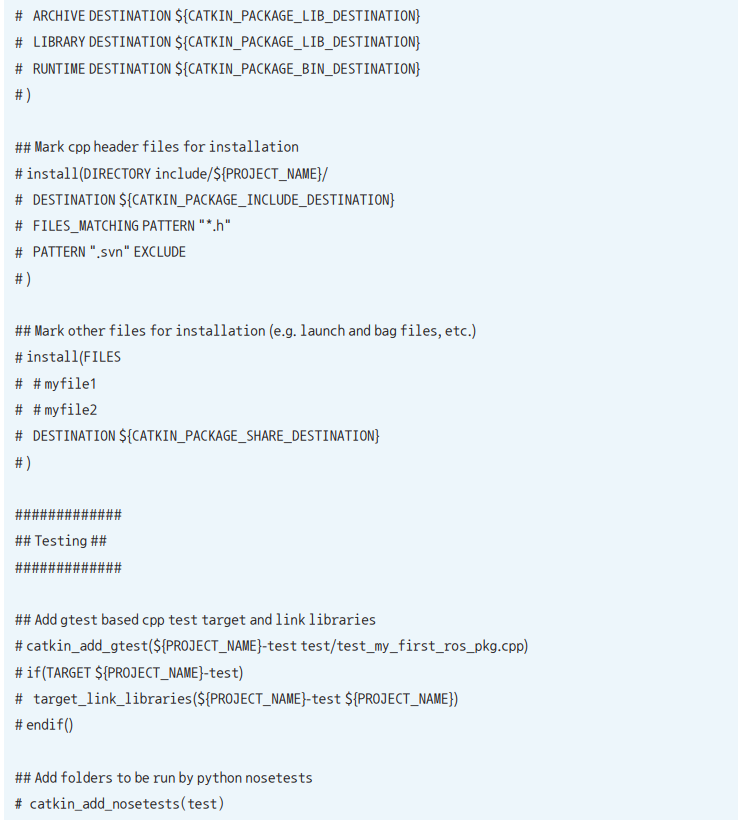 #   ARCHIVE DESTINATION ${CATKIN_PACKAGE_LIB_DESTINATION}
#   LIBRARY DESTINATION ${CATKIN_PACKAGE_LIB_DESTINATION}
#   RUNTIME DESTINATION ${CATKIN_PACKAGE_BIN_DESTINATION}
# )
## Mark cpp header files for installation
# install(DIRECTORY include/${PROJECT_NAME}/
#   DESTINATION ${CATKIN_PACKAGE_INCLUDE_DESTINATION}
#   FILES_MATCHING PATTERN "*.h"
#   PATTERN ".svn" EXCLUDE
# )
## Mark other files for installation (e.g. launch and bag files, etc.)
# install(FILES
#   # myfile1
#   # myfile2
#   DESTINATION ${CATKIN_PACKAGE_SHARE_DESTINATION}
# )
#############
## Testing ##
#############
## Add gtest based cpp test target and link libraries
# catkin_add_gtest(${PROJECT_NAME}-test test/test_my_first_ros_pkg.cpp)
# if(TARGET ${PROJECT_NAME}-test)
#   target_link_libraries(${PROJECT_NAME}-test ${PROJECT_NAME})
# endif()
## Add folders to be run by python nosetests
# catkin_add_nosetests(test)